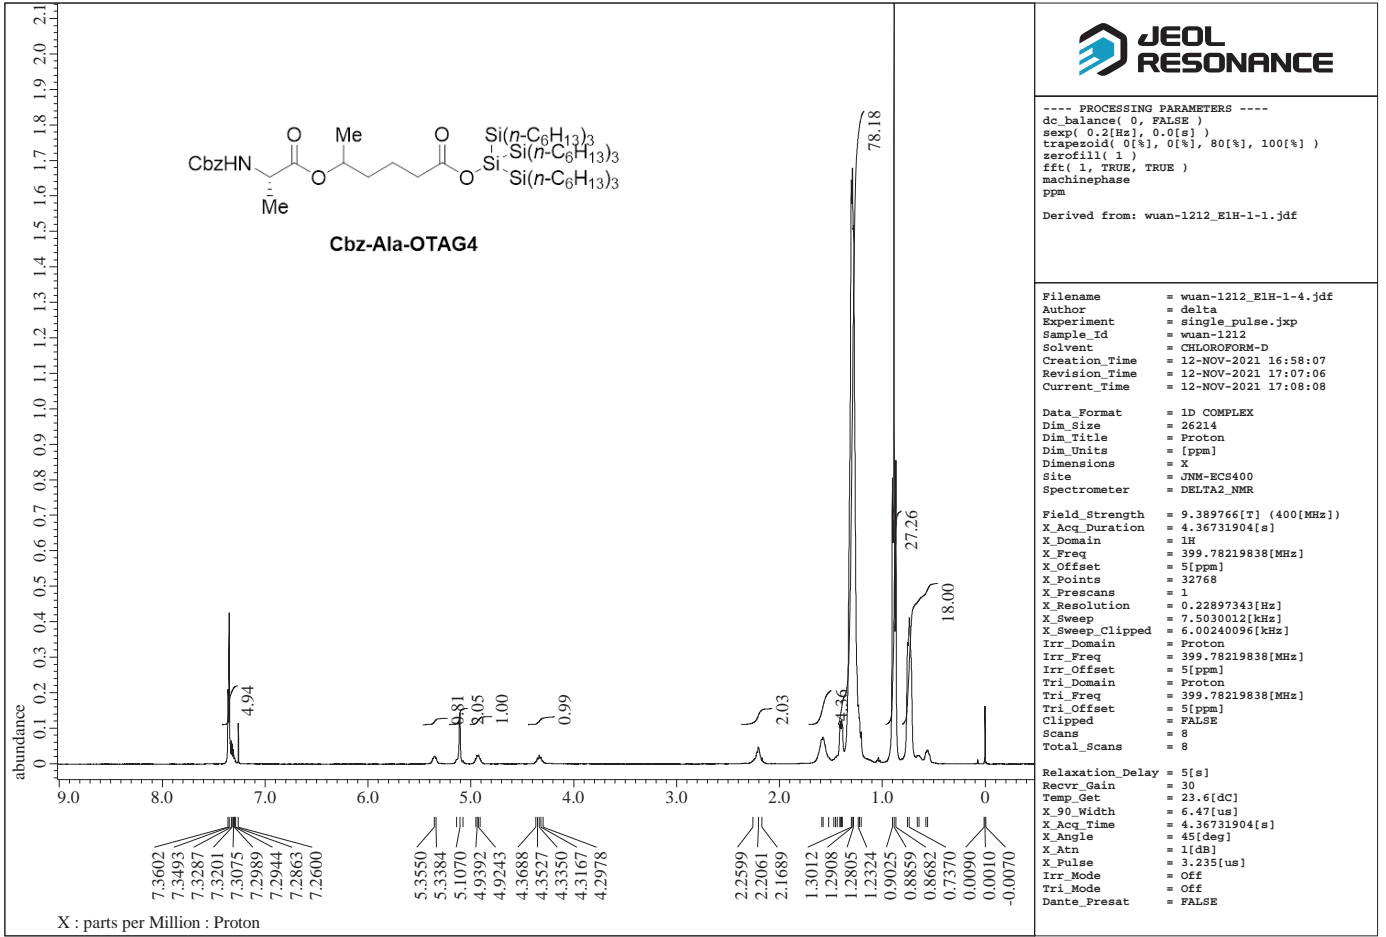 2.1
2.0
1.9
1.8
1.7
1.6
1.5
1.4
1.3
1.2
1.1
1.0
0.9
0.8
0.7
0.6
0.5
0.4
0.3
0.2
0.1
0
abundance
O
Me
O
Si(n-C6H13)3
Si(n-C6H13)3
CbzHN
O
O
Si
Si(n-C6H13)3
Me
Cbz-Ala-OTAG4
4.94
0.81
2.05
1.00
0.99
2.03
4.36
78.18
27.26
18.00
9.0 8.0 7.0 6.0 5.0 4.0 3.0 2.0 1.0 0
7.3602
7.3493
7.3287
7.3201
7.3075
7.2989
7.2944
7.2863
7.2600
5.3550
5.3384
5.1070
4.9392
4.9243
4.3688
4.3527
4.3350
4.3167
4.2978
2.2599
2.2061
2.1689
1.3012
1.2908
1.2805
1.2324
0.9025
0.8859
0.8682
0.7370
0.0090
0.0010
-0.0070
X : parts per Million : Proton
JEOL
RESONANCE
---- PROCESSING PARAMETERS ----
dc_balance( 0, FALSE )
sexp( 0.2[Hz], 0.0[s] )
trapezoid( 0[%], 0[%], 80[%], 100[%] )
zerofill( 1 )
fft( 1, TRUE, TRUE )
machinephase
ppm
Derived from: wuan-1212_E1H-1-1.jdf
Filename = wuan-1212_E1H-1-4.jdf
Author = delta
Experiment = single_pulse.jxp
Sample_Id = wuan-1212
Solvent = CHLOROFORM-D
Creation_Time = 12-NOV-2021 16:58:07
Revision_Time = 12-NOV-2021 17:07:06
Current_Time = 12-NOV-2021 17:08:08
Data_Format = 1D COMPLEX
Dim_Size = 26214
Dim_Title = Proton
Dim_Units = [ppm]
Dimensions = X
Site = JNM-ECS400
Spectrometer = DELTA2_NMR
Field_Strength = 9.389766[T] (400[MHz])
X_Acq_Duration = 4.36731904[s]
X_Domain = 1H
X_Freq = 399.78219838[MHz]
X_Offset = 5[ppm]
X_Points = 32768
X_Prescans = 1
X_Resolution = 0.22897343[Hz]
X_Sweep = 7.5030012[kHz]
X_Sweep_Clipped = 6.00240096[kHz]
Irr_Domain = Proton
Irr_Freq = 399.78219838[MHz]
Irr_Offset = 5[ppm]
Tri_Domain = Proton
Tri_Freq = 399.78219838[MHz]
Tri_Offset = 5[ppm]
Clipped = FALSE
Scans = 8
Total_Scans = 8
Relaxation_Delay = 5[s]
Recvr_Gain = 30
Temp_Get = 23.6[dC]
X_90_Width = 6.47[us]
X_Acq_Time = 4.36731904[s]
X_Angle = 45[deg]
X_Atn = 1[dB]
X_Pulse = 3.235[us]
Irr_Mode = Off
Tri_Mode = Off
Dante_Presat = FALSE